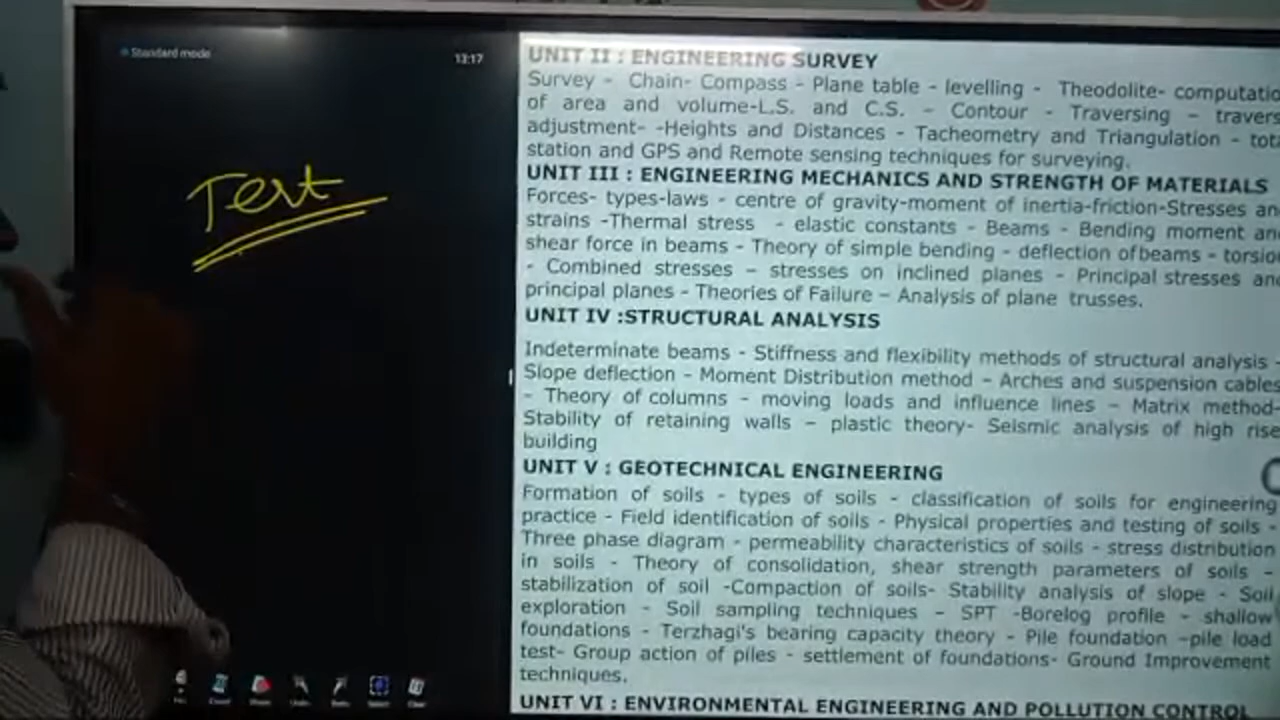 Standard mode
13:17
Test
UNIT II : ENGINEERING SURVEY
Survey - Chain- Compass - Plane table - levelling - Theodolite- computatio
of area and volume-L.S. and C.S. - Contour - Traversing - travers
adjustment- -Heights and Distances - Tacheometry and Triangulation - tota
station and GPS and Remote sensing techniques for surveying.
UNIT III : ENGINEERING MECHANICS AND STRENGTH OF MATERIALS
Forces- types-laws - centre of gravity-moment of inertia-friction-Stresses an
strains -Thermal stress - elastic constants - Beams - Bending moment and
shear force in beams - Theory of simple bending - deflection of beams - torsion
- Combined stresses – stresses on inclined planes - Principal stresses and
principal planes - Theories of Failure – Analysis of plane trusses.
UNIT IV :STRUCTURAL ANALYSIS
Indeterminate beams - Stiffness and flexibility methods of structural analysis -
Slope deflection - Moment Distribution method – Arches and suspension cables
- Theory of columns - moving loads and influence lines – Matrix method-
Stability of retaining walls – plastic theory- Seismic analysis of high rise
building
UNIT V : GEOTECHNICAL ENGINEERING
Formation of soils - types of soils - classification of soils for engineering
practice - Field identification of soils - Physical properties and testing of soils -
Three phase diagram - permeability characteristics of soils - stress distribution
in soils - Theory of consolidation, shear strength parameters of soils -
stabilization of soil -Compaction of soils- Stability analysis of slope - Soil
exploration - Soil sampling techniques – SPT -Borelog profile - shallow
foundations - Terzhagi's bearing capacity theory - Pile foundation –pile load
test- Group action of piles - settlement of foundations- Ground Improvement
techniques.
UNIT VI : ENVIRONMENTAL ENGINEERING AND POLLUTION CONTROL